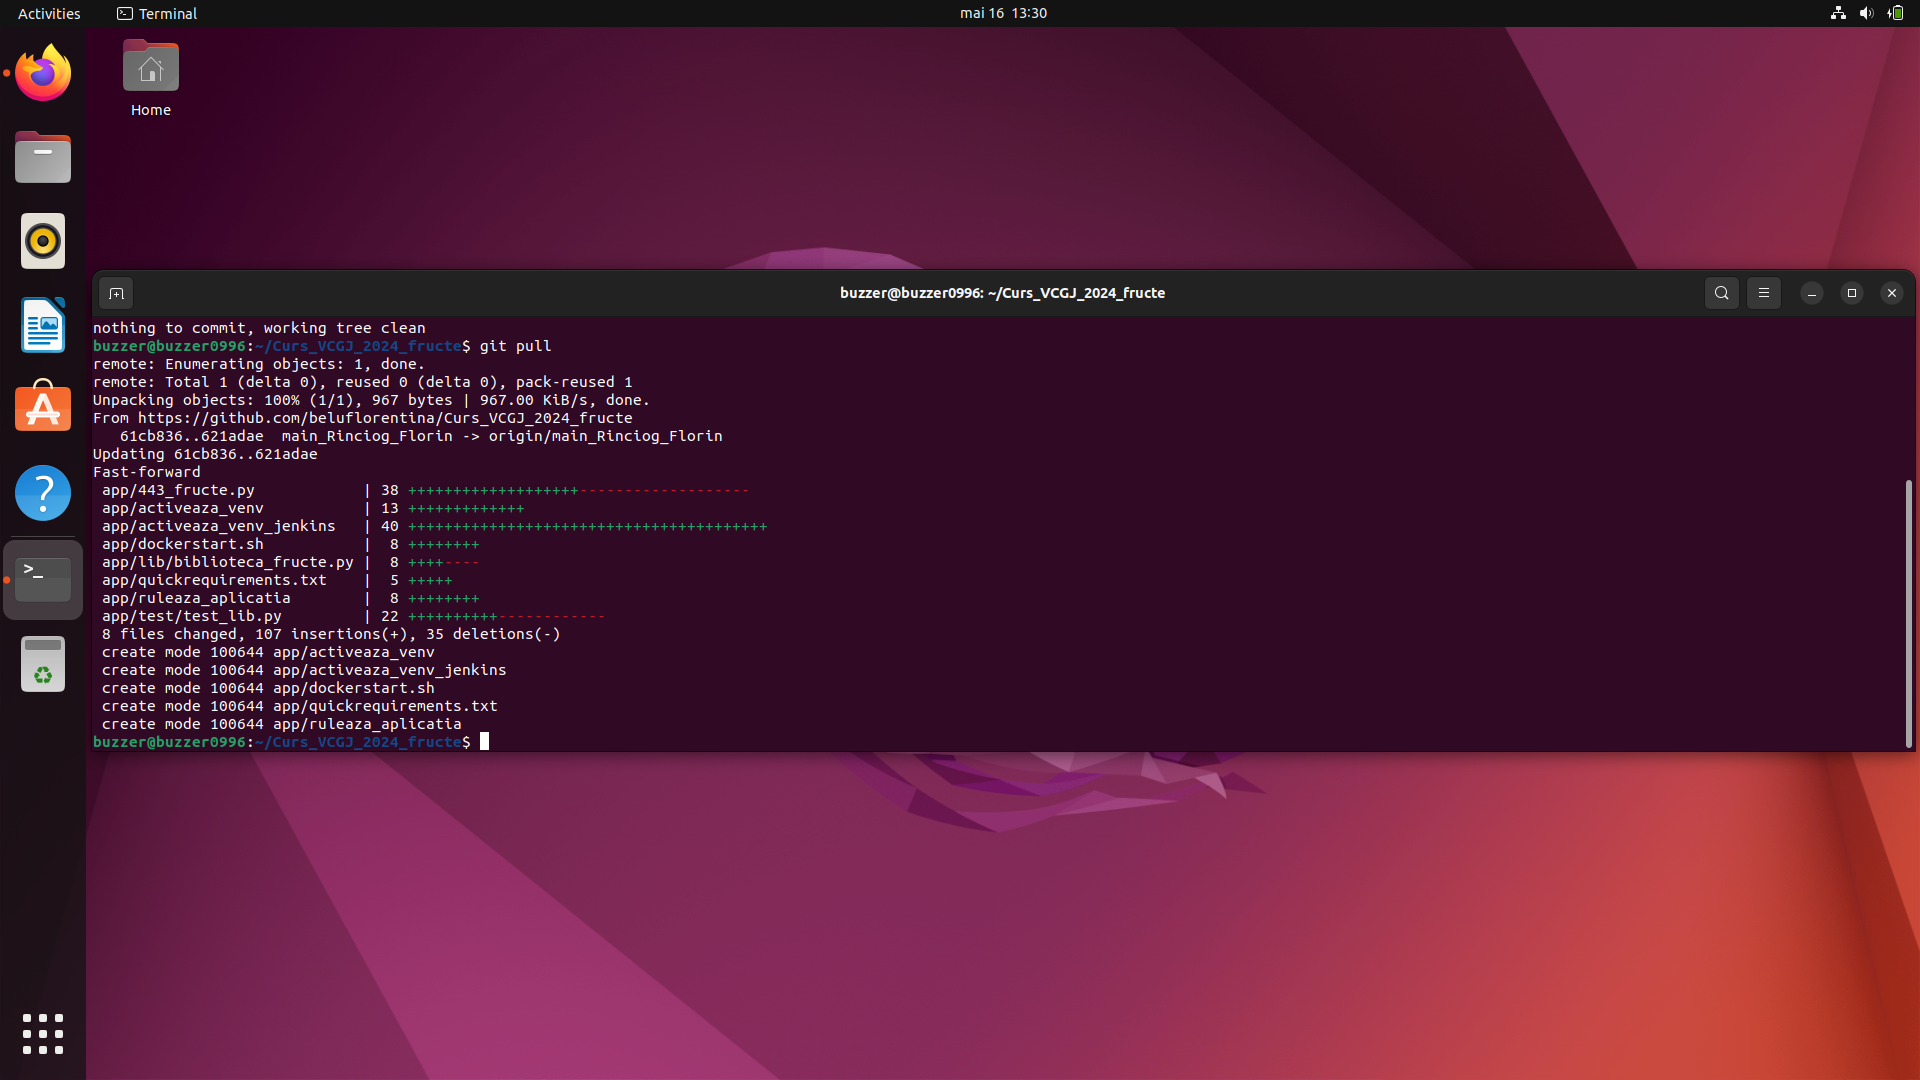 Activities
Terminal
mai 16 13:30
Home
buzzer@buzzer0996: ~/Curs_VCGJ_2024_fructe
nothing to commit, working tree clean
buzzer@buzzer0996:~/Curs_VCGJ_2024_fructe$ git pull
remote: Enumerating objects: 1, done.
remote: Total 1 (delta 0), reused 0 (delta 0), pack-reused 1
Unpacking objects: 100% (1/1), 967 bytes | 967.00 KiB/s, done.
From https://github.com/beluflorentina/Curs_VCGJ_2024_fructe
   61cb836..621adae  main_Rinciog_Florin -> origin/main_Rinciog_Florin
Updating 61cb836..621adae
Fast-forward
 app/443_fructe.py            | 38 +++++++++++++++++++-------------------
 app/activeaza_venv           | 13 +++++++++++++
 app/activeaza_venv_jenkins   | 40 ++++++++++++++++++++++++++++++++++++++++
 app/dockerstart.sh           |  8 ++++++++
 app/lib/biblioteca_fructe.py |  8 ++++----
 app/quickrequirements.txt    |  5 +++++
 app/ruleaza_aplicatia        |  8 ++++++++
 app/test/test_lib.py         | 22 ++++++++++------------
 8 files changed, 107 insertions(+), 35 deletions(-)
 create mode 100644 app/activeaza_venv
 create mode 100644 app/activeaza_venv_jenkins
 create mode 100644 app/dockerstart.sh
 create mode 100644 app/quickrequirements.txt
 create mode 100644 app/ruleaza_aplicatia
buzzer@buzzer0996:~/Curs_VCGJ_2024_fructe$